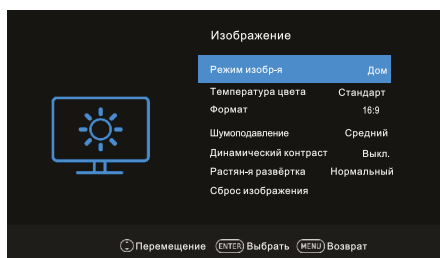 Изображение
Режим изобр-я Дом
Температура цвета Стандарт
Формат 16:9
Шумоподавление Средний
Динамический контраст Выкл.
Растян-я развёртка Нормальный
Сброс изображения
Перемещение ENTER Выбрать MENU Возврат